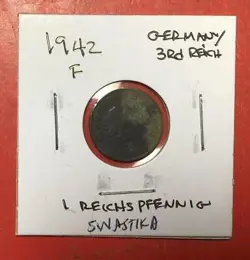 1942
F
GERMANY
3RD REICH
1 REICHSPFENNIG
SWASTIKA